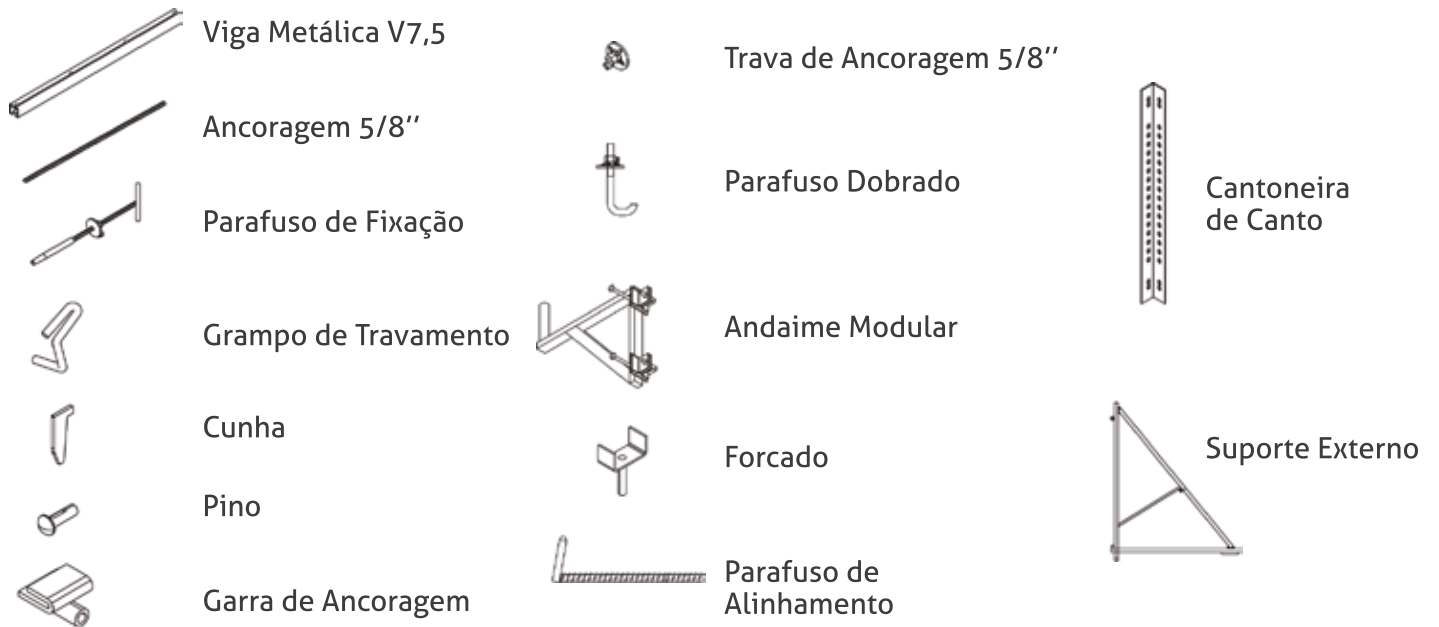 Viga Metálica V7,5
Ancoragem 5/8’’
Parafuso de Fixação
Grampo de Travamento
Cunha
Pino
Garra de Ancoragem
Trava de Ancoragem 5/8’’
Parafuso Dobrado
Andaime Modular
Forcado
Parafuso de
Alinhamento
Cantoneira
de Canto
Suporte Externo